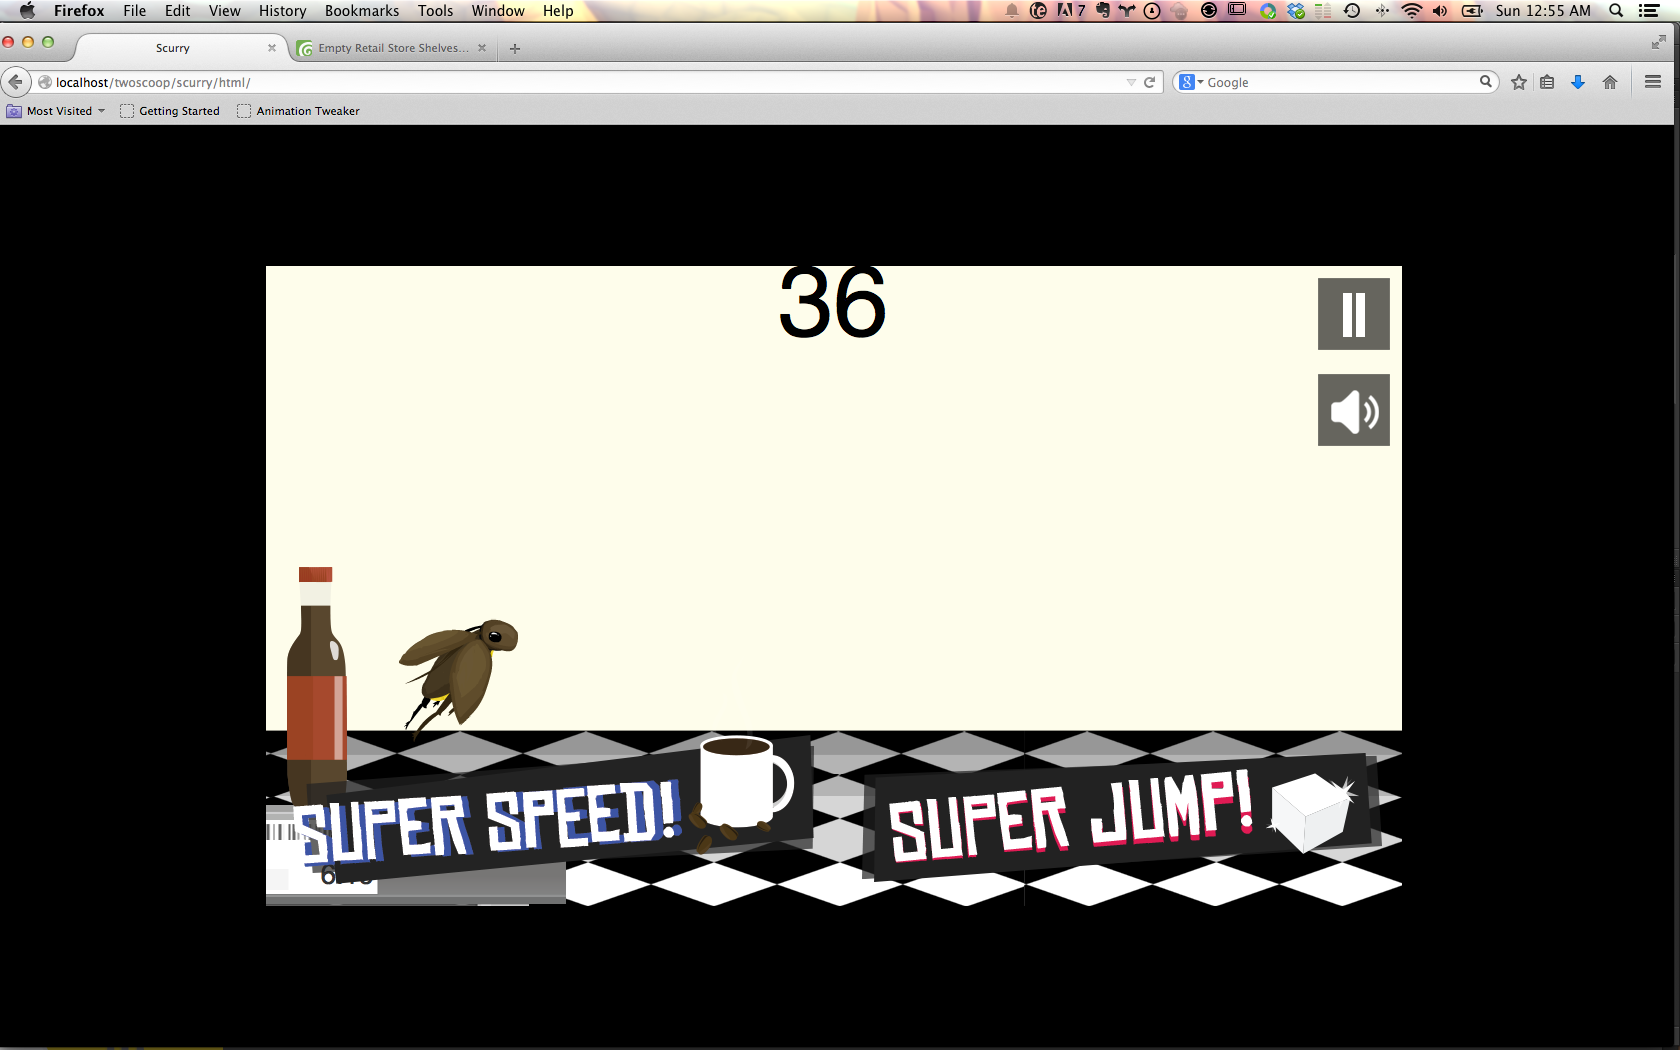 Firefox File Edit View History Bookmarks Tools Window Help
7 Sun 12:55 AM
Scurry
Empty Retail Store Shelves...
localhost/twoscoop/scurry/html/
Google
Most Visited Getting Started Animation Tweaker
36
SUPER SPEED!
SUPER JUMP!